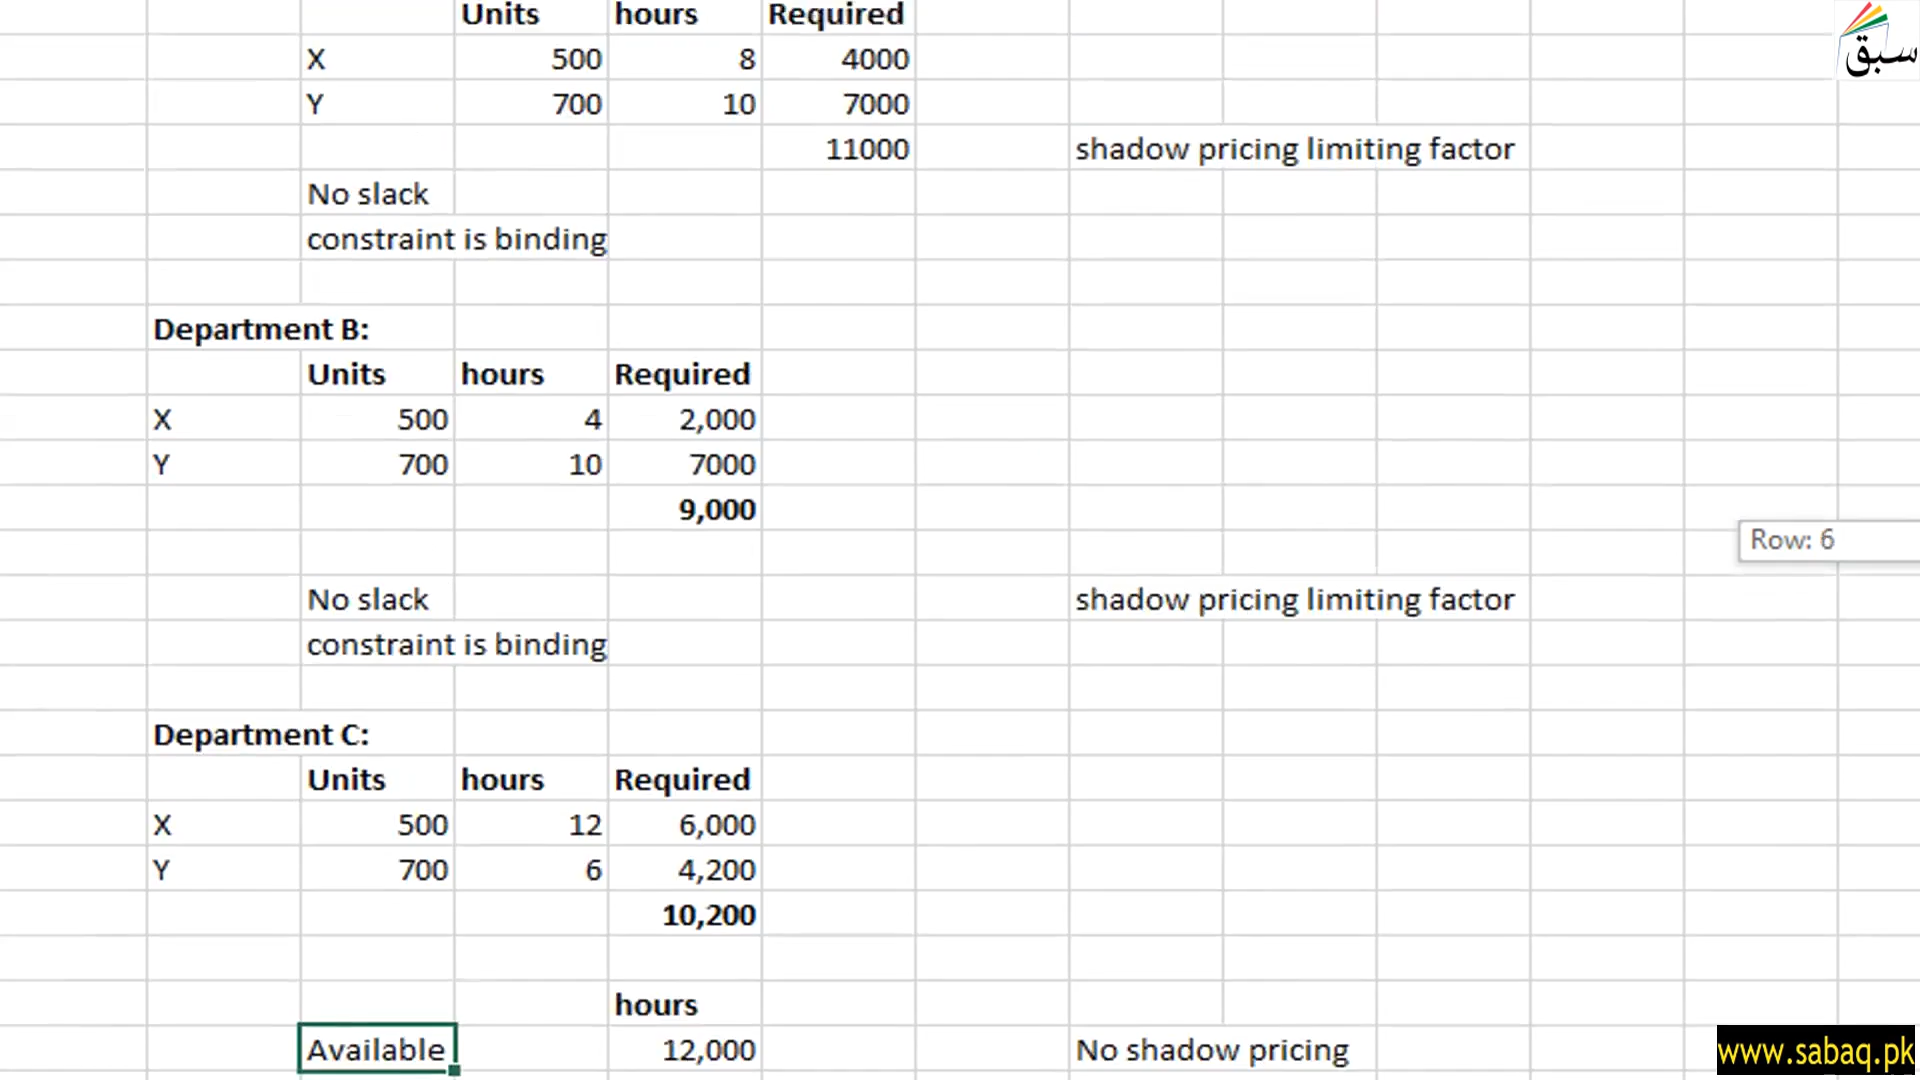 Units hours Required
X 500 8 4000
Y 700 10 7000
11000 shadow pricing limiting factor
No slack
constraint is binding
Department B:
Units hours Required
X 500 4 2,000
Y 700 10 7000
9,000
Row: 6
No slack shadow pricing limiting factor
constraint is binding
Department C:
Units hours Required
X 500 12 6,000
Y 700 6 4,200
10,200
hours
Available 12,000 No shadow pricing
سبق
www.sabaq.pk